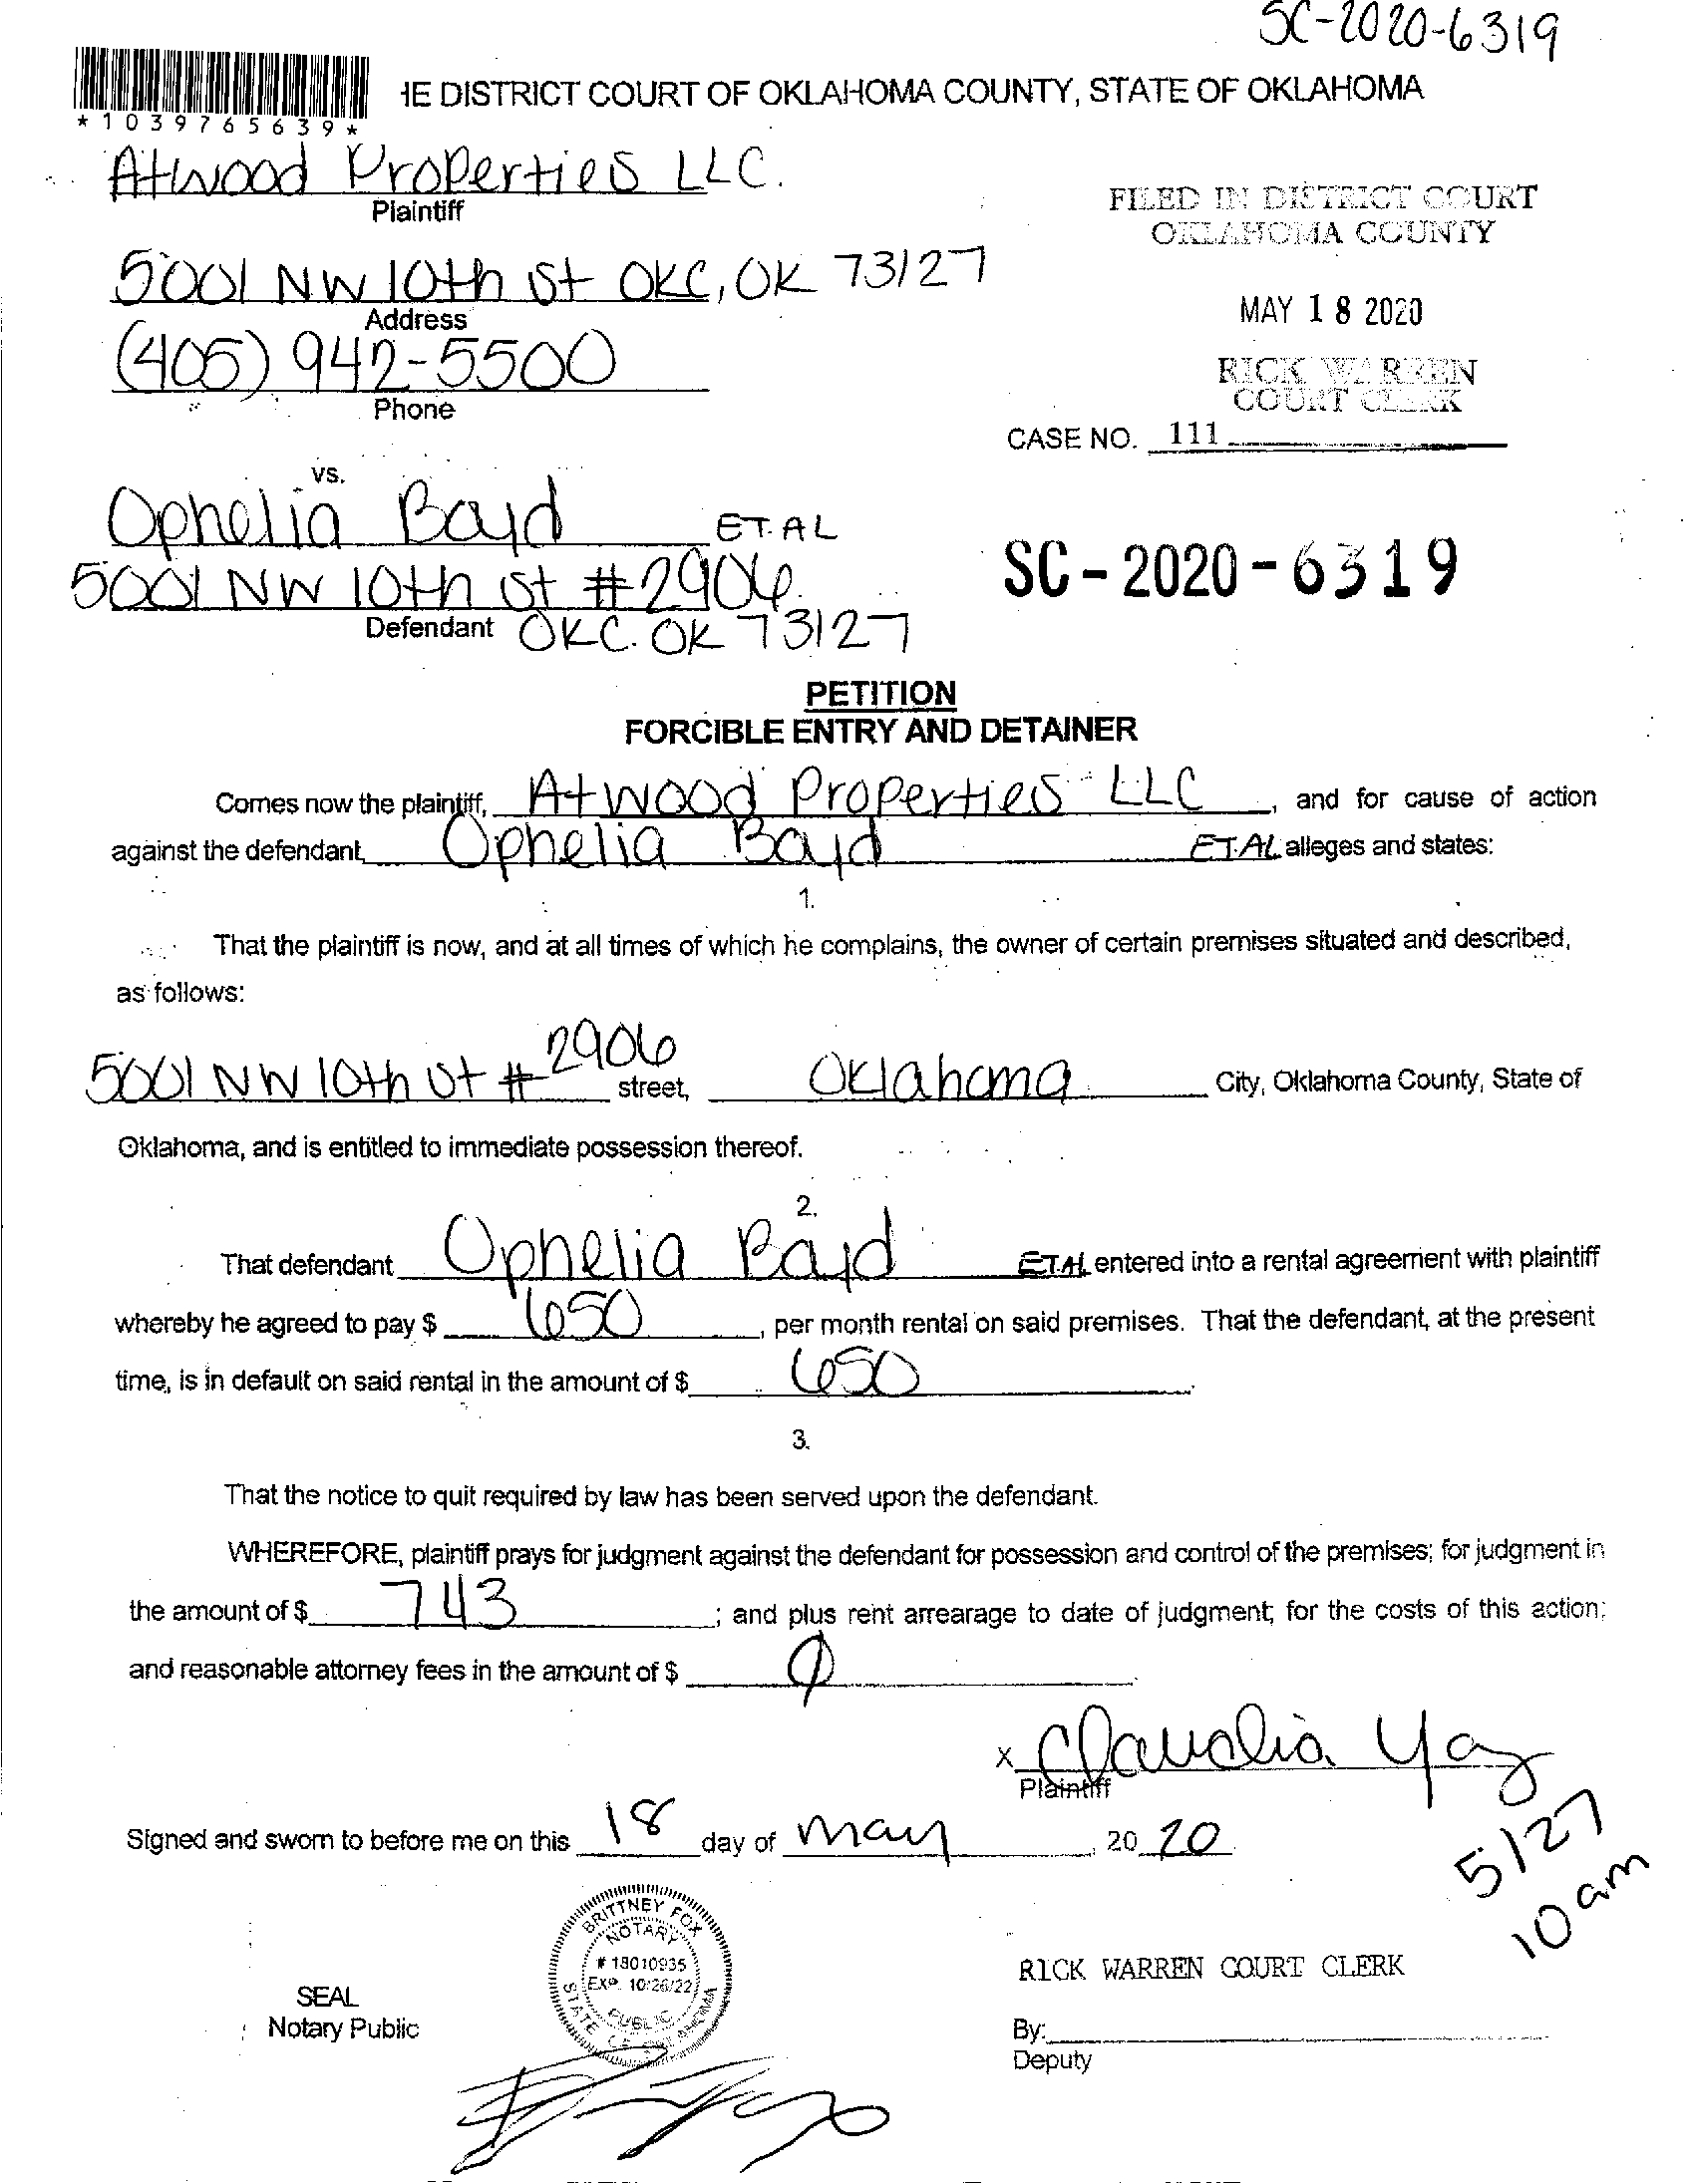 SC-2020-6319
HE DISTRICT COURT OF OKLAHOMA COUNTY, STATE OF OKLAHOMA
*1039765639*
Atwood Properties LLC.
Plaintiff
FILED IN DISTRICT COURT
OKLAHOMA COUNTY
5001 NW 10th St OKC, OK 73127
Address
MAY 18 2020
(405) 942-5500
Phone
RICK WARREN
COURT CLERK
CASE NO. 111
vs.
Ophelia Bayd ET.AL
5001 NW 10th St #2906
Defendant OKC. OK 73127
SC-2020-6319
PETITION
FORCIBLE ENTRY AND DETAINER
Comes now the plaintiff, Atwood Properties LLC, and for cause of action
against the defendant, Ophelia Bayd ET.AL alleges and states:
1.
That the plaintiff is now, and at all times of which he complains, the owner of certain premises situated and described,
as follows:
5001 NW 10th St # 2906 street, Oklahoma City, Oklahoma County, State of
Oklahoma, and is entitled to immediate possession thereof.
2.
That defendant Ophelia Bayd ET.AL entered into a rental agreement with plaintiff
whereby he agreed to pay $ 650, per month rental on said premises. That the defendant, at the present
time, is in default on said rental in the amount of $ 650.
3.
That the notice to quit required by law has been served upon the defendant.
WHEREFORE, plaintiff prays for judgment against the defendant for possession and control of the premises; for judgment in
the amount of $ 743; and plus rent arrearage to date of judgment; for the costs of this action;
and reasonable attorney fees in the amount of $ 0.
x Claudia Yaz
Plaintiff
Signed and sworn to before me on this 18 day of May, 20 20.
5/27
10 am
BRITTNEY FOX
NOTARY
# 18010935
EXP. 10/26/22
PUBLIC
STATE OF OKLAHOMA
SEAL
Notary Public
RICK WARREN COURT CLERK
By:
Deputy